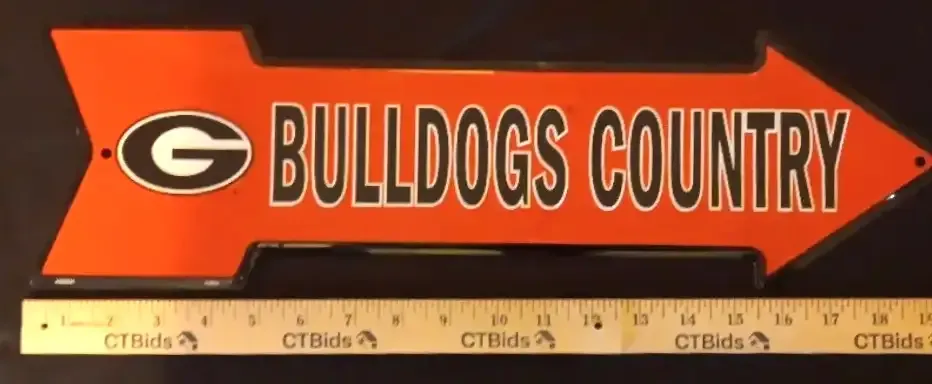 G BULLDOGS COUNTRY
1 2 3 4 5 6 7 8 9 10 11 12 13 14 15 16 17 18 19
CTBids CTBids CTBids CTBids CTBids